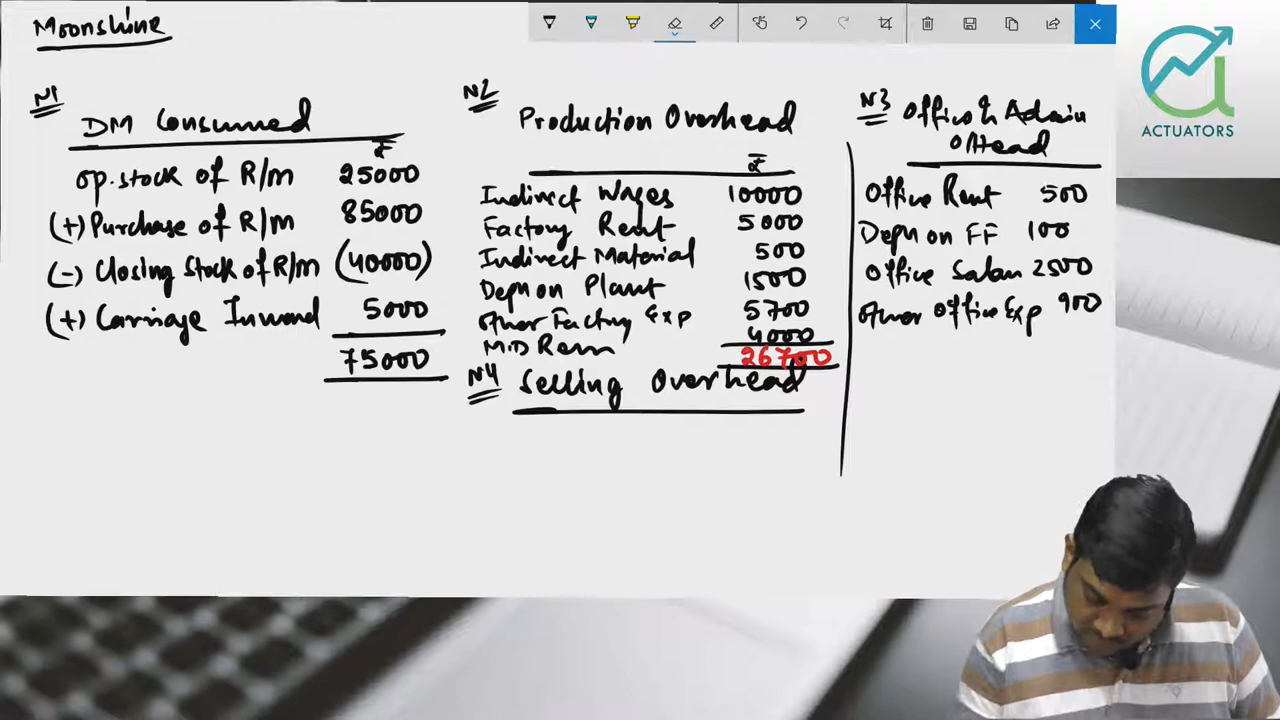 Moonshine
N1
DM Consumed
₹
Op. stock of R/m 25000
(+) Purchase of R/m 85000
(-) Closing Stock of R/m (40000)
(+) Carriage Inward 5000
75000
N2
Production Overhead
₹
Indirect Wages 10000
Factory Rent 5000
Indirect Material 500
Depn on Plant 1500
Other Factory Exp 5700
M.D Rem 4000
26700
N4 Selling Overhead
N3 Office & Admin
O/Head
Office Rent 500
Depn on FF 100
Office Salary 2500
Other Office Exp 900
ACTUATORS